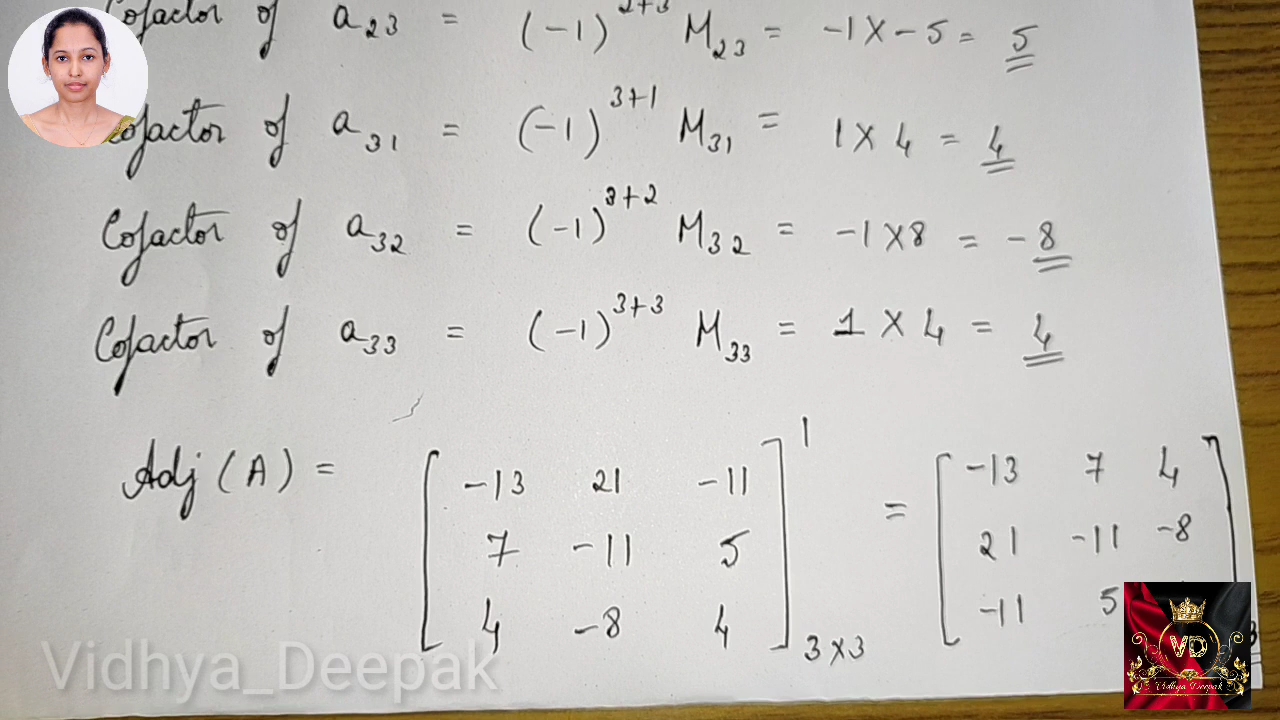 Cofactor of a23 = (-1)^2+3 M23 = -1 x -5 = 5
Cofactor of a31 = (-1)^3+1 M31 = 1 x 4 = 4
Cofactor of a32 = (-1)^3+2 M32 = -1 x 8 = -8
Cofactor of a33 = (-1)^3+3 M33 = 1 x 4 = 4
Adj (A) = [ -13 21 -11 ]1 = [ -13 7 4 ]
7 -11 5 21 -11 -8
4 -8 4 3x3 -11 5
Vidhya_Deepak
VD
Vidhya Deepak